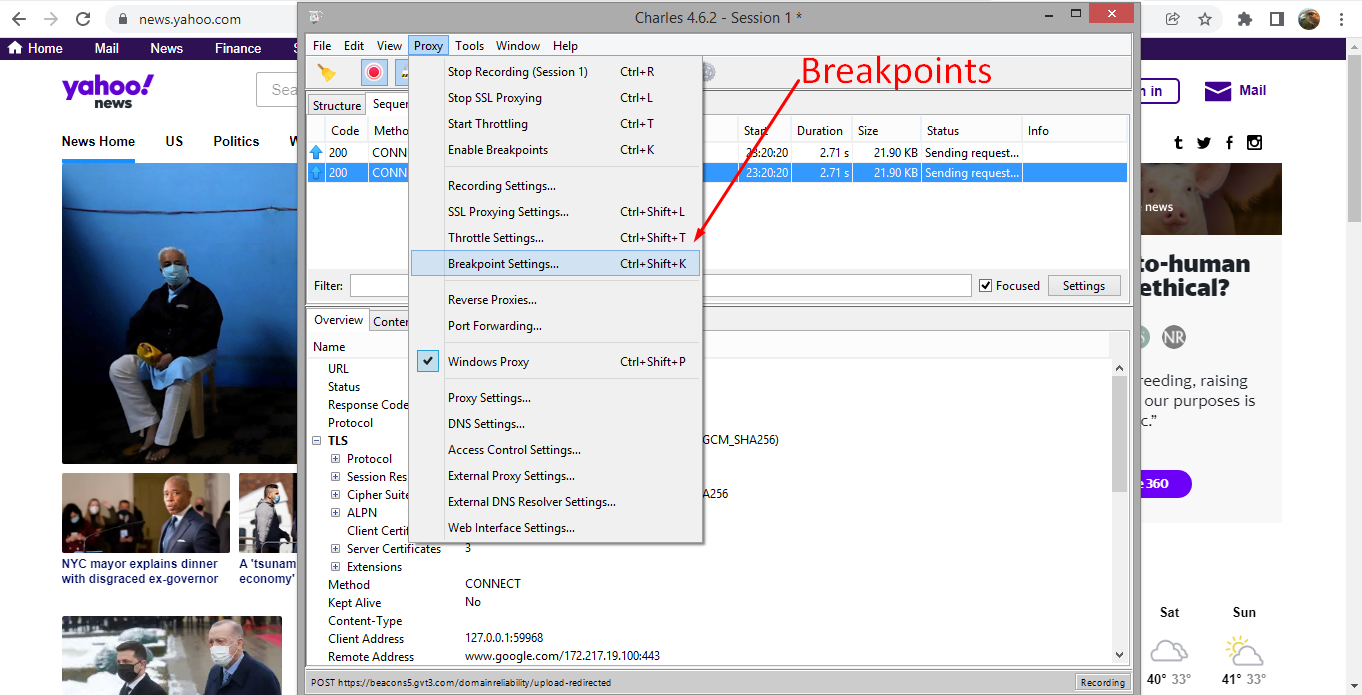 news.yahoo.com
Charles 4.6.2 - Session 1 *
Home Mail News Finance
File Edit View Proxy Tools Window Help
yahoo!
news
Sea
News Home US Politics
Stop Recording (Session 1) Ctrl+R
Stop SSL Proxying Ctrl+L
Start Throttling Ctrl+T
Enable Breakpoints Ctrl+K
Recording Settings...
SSL Proxying Settings... Ctrl+Shift+L
Throttle Settings... Ctrl+Shift+T
Breakpoint Settings... Ctrl+Shift+K
Reverse Proxies...
Port Forwarding...
Windows Proxy Ctrl+Shift+P
Proxy Settings...
DNS Settings...
Access Control Settings...
External Proxy Settings...
External DNS Resolver Settings...
Web Interface Settings...
Breakpoints
Structure Sequen
Code Metho Start Duration Size Status Info
200 CONN 23:20:20 2.71 s 21.90 KB Sending request...
200 CONN 23:20:20 2.71 s 21.90 KB Sending request...
Filter: Focused Settings
Overview Conten
Name
URL
Status
Response Code
Protocol
TLS GCM_SHA256)
Protocol
Session Res
Cipher Suite A256
ALPN
Client Certif
Server Certificates 3
Extensions
Method CONNECT
Kept Alive No
Content-Type
Client Address 127.0.0.1:59968
Remote Address www.google.com/172.217.19.100:443
POST https://beacons5.gvt3.com/domainreliability/upload-redirected
Recording
NYC mayor explains dinner
with disgraced ex-governor
A 'tsunam
economy'
n in Mail
news
to-human
ethical?
NR
reeding, raising
our purposes is
c.”
e 360
Sat Sun
40° 33° 41° 33°